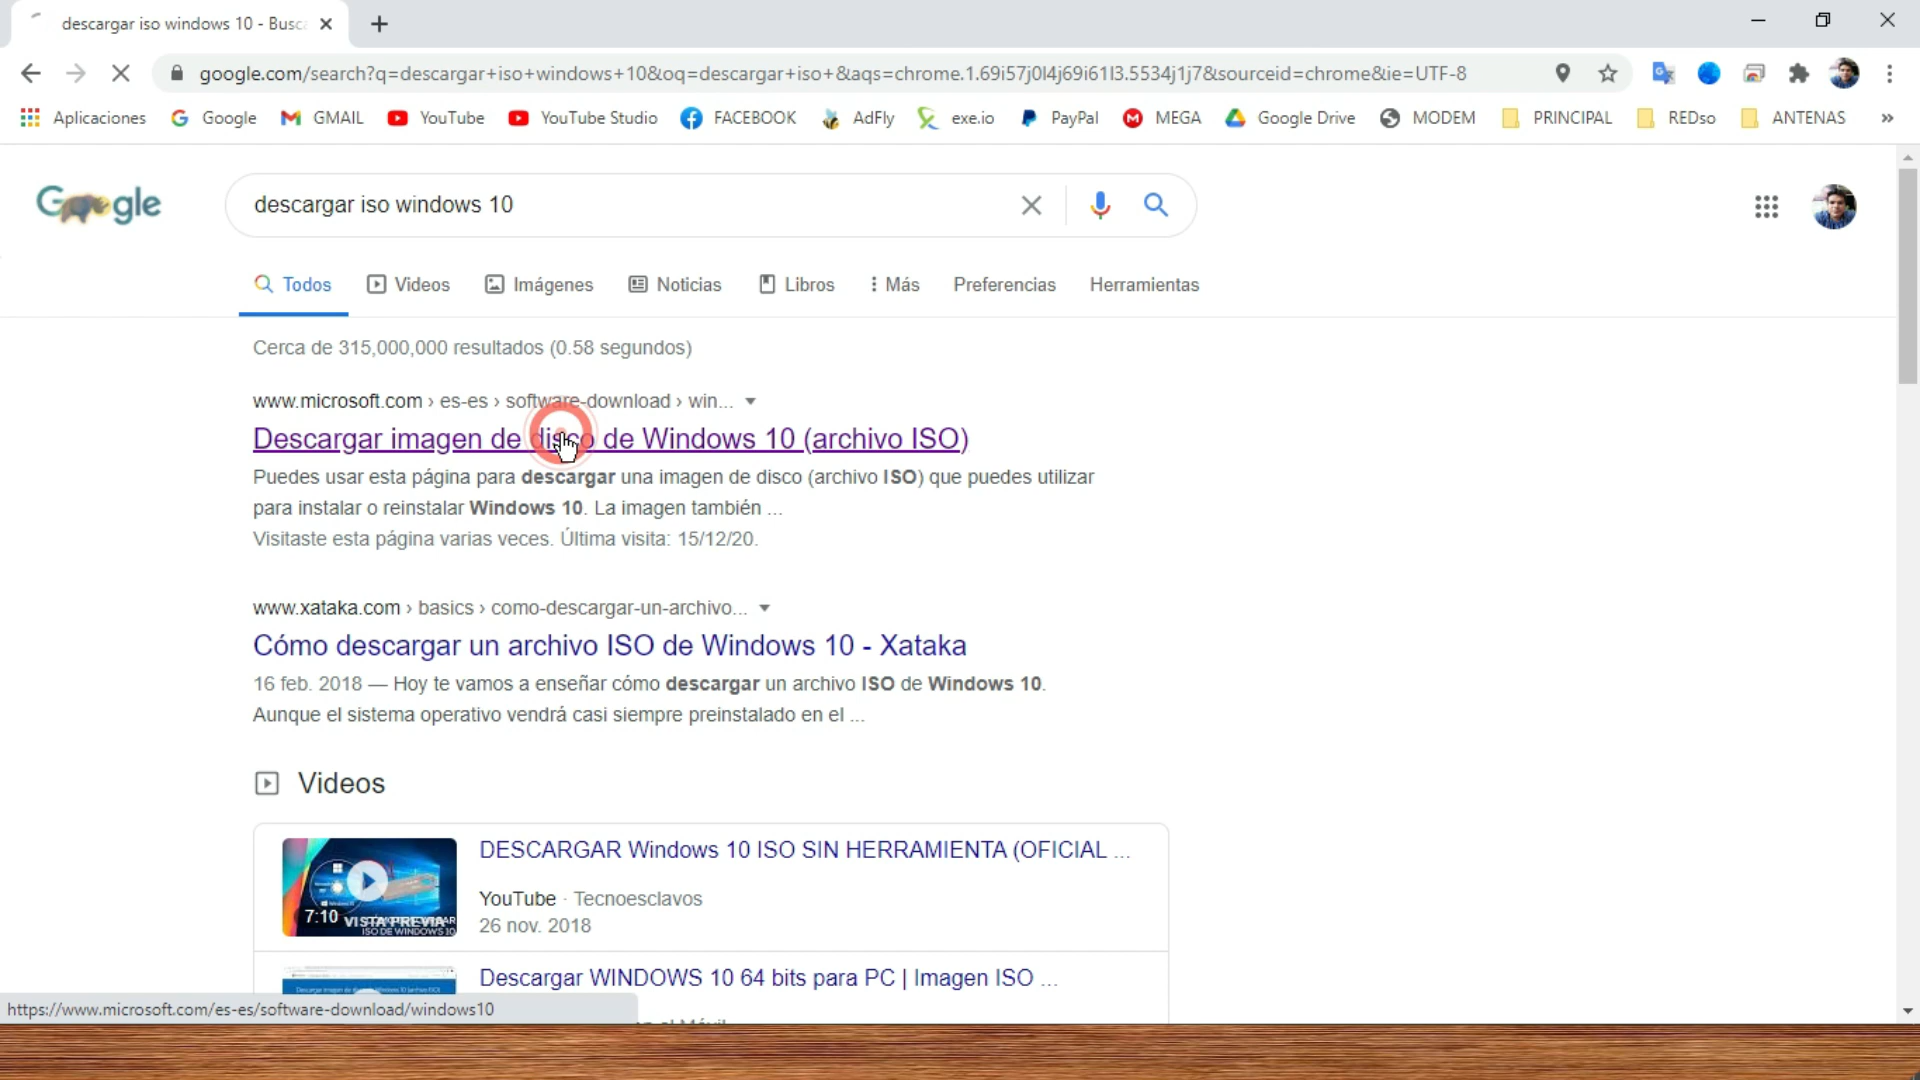 descargar iso windows 10 - Busc
google.com/search?q=descargar+iso+windows+10&oq=descargar+iso+&aqs=chrome.1.69i57j0l4j69i61l3.5534j1j7&sourceid=chrome&ie=UTF-8
Aplicaciones Google GMAIL YouTube YouTube Studio FACEBOOK AdFly exe.io PayPal MEGA Google Drive MODEM PRINCIPAL REDso ANTENAS »
Google
descargar iso windows 10
Todos Videos Imágenes Noticias Libros Más Preferencias Herramientas
Cerca de 315,000,000 resultados (0.58 segundos)
www.microsoft.com › es-es › software-download › win...
Descargar imagen de disco de Windows 10 (archivo ISO)
Puedes usar esta página para descargar una imagen de disco (archivo ISO) que puedes utilizar
para instalar o reinstalar Windows 10. La imagen también ...
Visitaste esta página varias veces. Última visita: 15/12/20.
www.xataka.com › basics › como-descargar-un-archivo...
Cómo descargar un archivo ISO de Windows 10 - Xataka
16 feb. 2018 — Hoy te vamos a enseñar cómo descargar un archivo ISO de Windows 10.
Aunque el sistema operativo vendrá casi siempre preinstalado en el ...
Videos
DESCARGAR Windows 10 ISO SIN HERRAMIENTA (OFICIAL ...
YouTube · Tecnoesclavos
26 nov. 2018
7:10 VISTA PREVIA
ISO DE WINDOWS 10
Descargar WINDOWS 10 64 bits para PC | Imagen ISO ...
https://www.microsoft.com/es-es/software-download/windows10